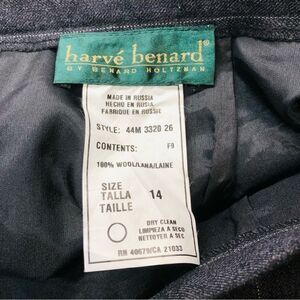 harvé benard®
BY BENARD HOLTZMAN
MADE IN RUSSIA
HECHO EN RUSIA
FABRIQUE EN RUSSIE
STYLE: 44M 3320 26
CONTENTS: F9
100% WOOL/LANA/LAINE
SIZE
TALLA 14
TAILLE
DRY CLEAN
LIMPIEZA A SECO
NETTOYER A SEC
RN 40679/CA 21033